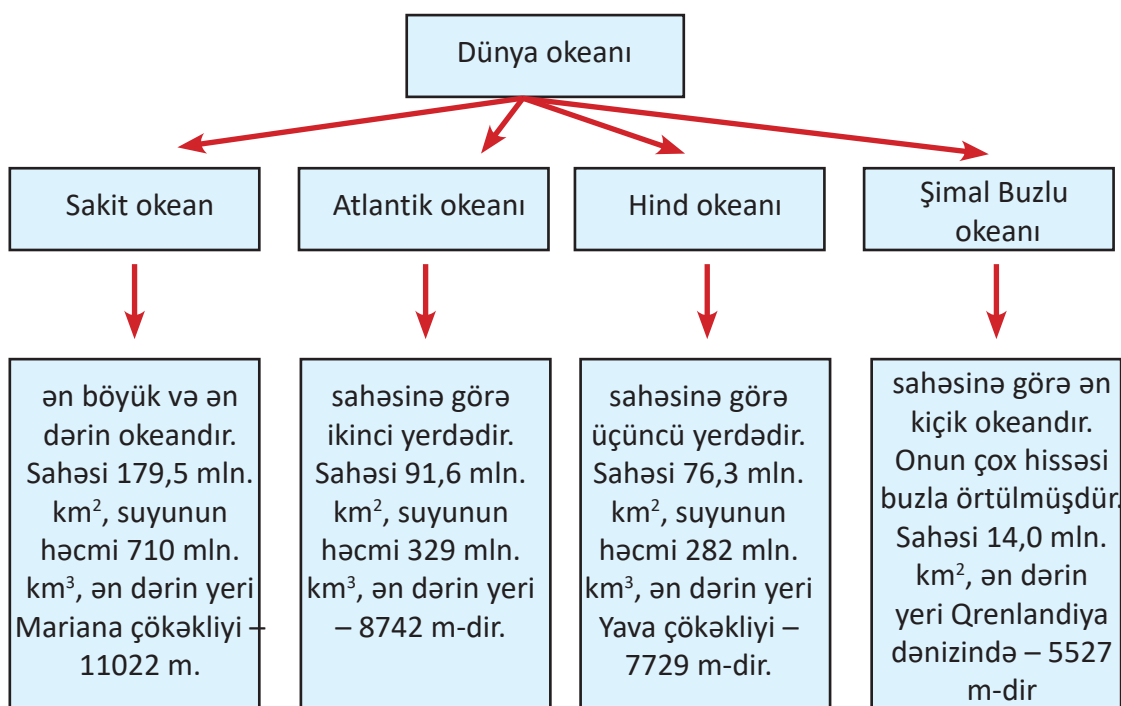 Dünya okeanı
Sakit okean
Atlantik okeanı
Hind okeanı
Şimal Buzlu
okeanı
ən böyük və ən
dərin okeandır.
Sahəsi 179,5 mln.
km², suyunun
həcmi 710 mln.
km³, ən dərin yeri
Mariana çökəkliyi –
11022 m.
sahəsinə görə
ikinci yerdədir.
Sahəsi 91,6 mln.
km², suyunun
həcmi 329 mln.
km³, ən dərin yeri
– 8742 m-dir.
sahəsinə görə
üçüncü yerdədir.
Sahəsi 76,3 mln.
km², suyunun
həcmi 282 mln.
km³, ən dərin yeri
Yava çökəkliyi –
7729 m-dir.
sahəsinə görə ən
kiçik okeandır.
Onun çox hissəsi
buzla örtülmüşdür.
Sahəsi 14,0 mln.
km², ən dərin
yeri Qrenlandiya
dənizində – 5527
m-dir